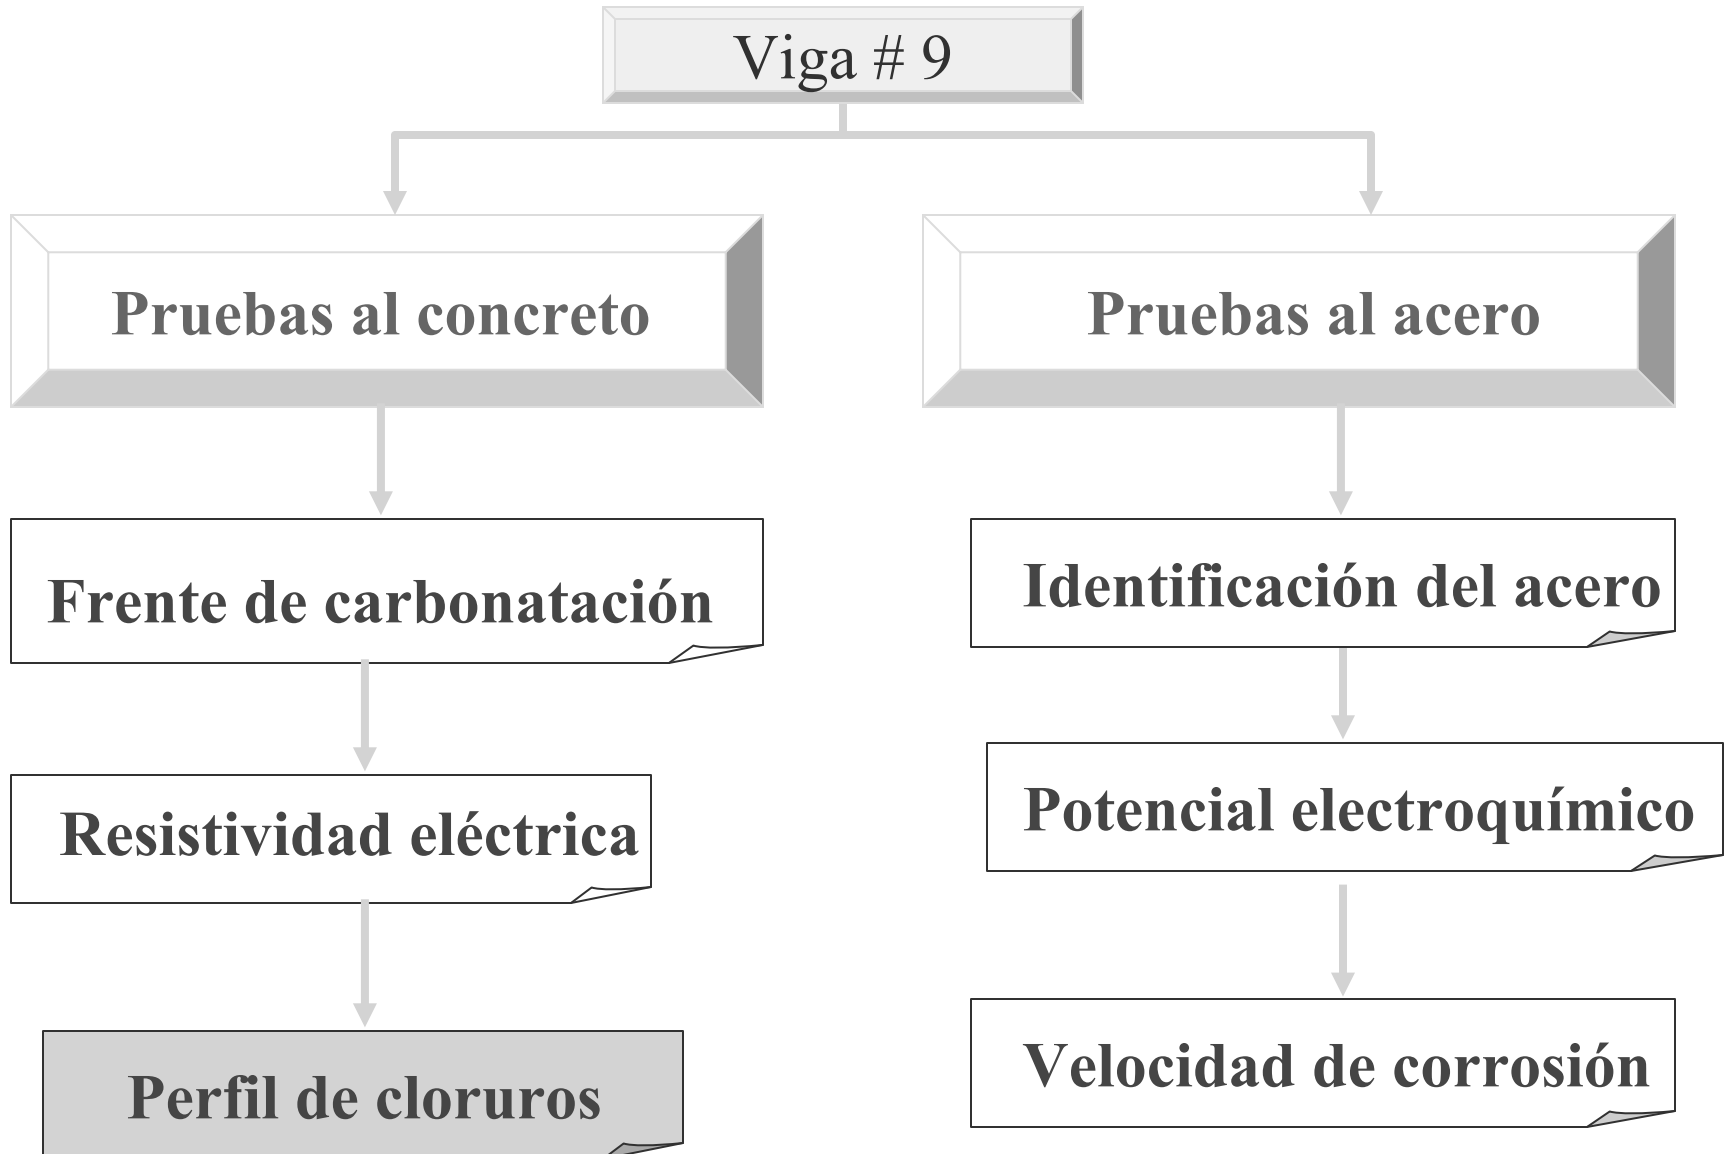 Viga # 9
Pruebas al concreto
Pruebas al acero
Frente de carbonatación
Identificación del acero
Resistividad eléctrica
Potencial electroquímico
Perfil de cloruros
Velocidad de corrosión